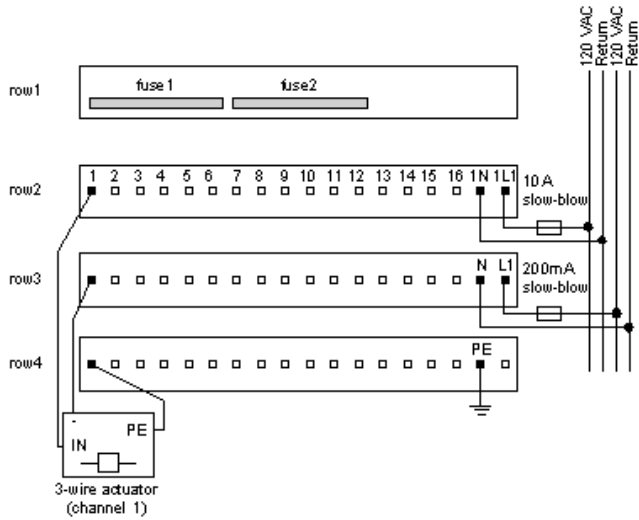 120 VAC
Return
120 VAC
Return
row1
fuse1 fuse2
row2
1 2 3 4 5 6 7 8 9 10 11 12 13 14 15 16 1N 1L1
10A
slow-blow
row3
N L1
200mA
slow-blow
row4
PE
-
PE
IN
3-wire actuator
(channel 1)